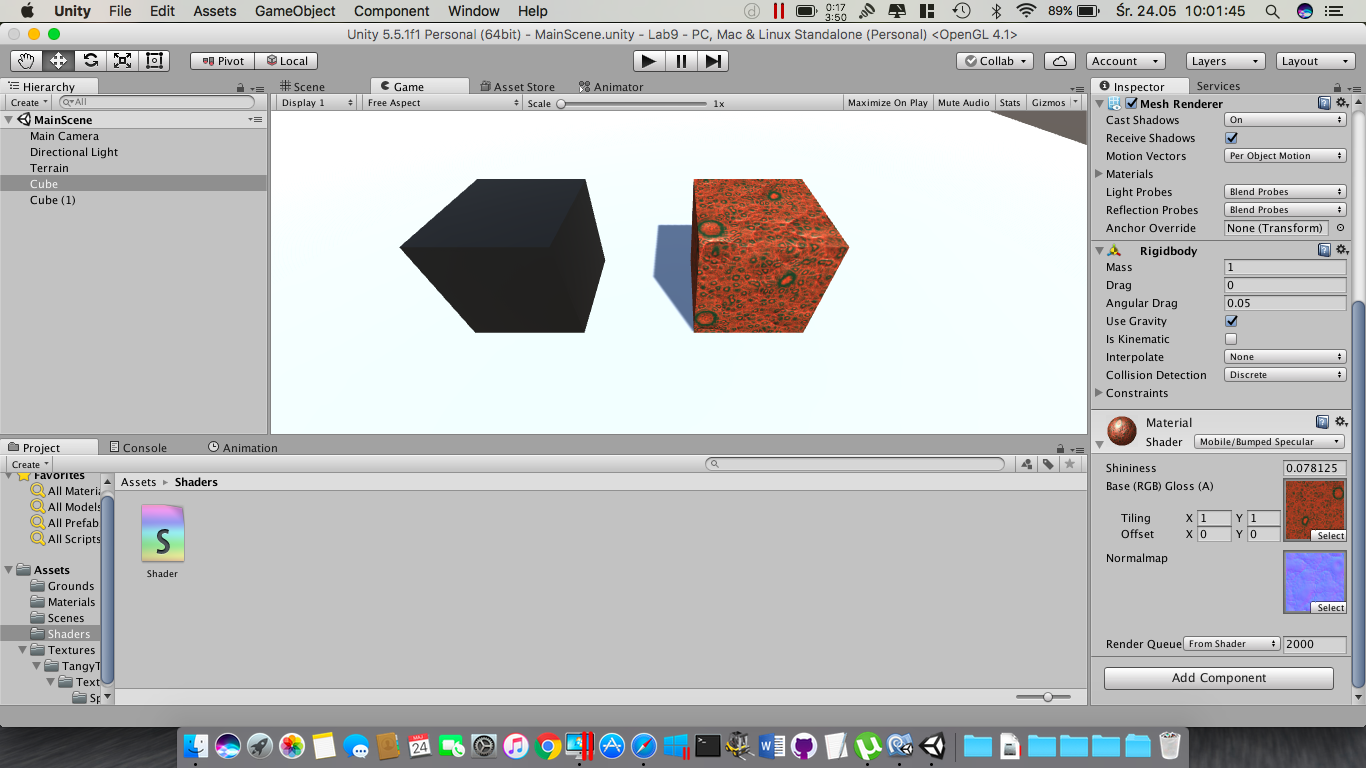 Unity File Edit Assets GameObject Component Window Help 0:17 3:50 89% Śr. 24.05 10:01:45
Unity 5.5.1f1 Personal (64bit) - MainScene.unity - Lab9 - PC, Mac & Linux Standalone (Personal) <OpenGL 4.1>
Pivot Local Collab Account Layers Layout
Hierarchy
Create All
MainScene
Main Camera
Directional Light
Terrain
Cube
Cube (1)
Scene Game Asset Store Animator
Display 1 Free Aspect Scale 1x Maximize On Play Mute Audio Stats Gizmos
Inspector Services
Mesh Renderer
Cast Shadows On
Receive Shadows
Motion Vectors Per Object Motion
Materials
Light Probes Blend Probes
Reflection Probes Blend Probes
Anchor Override None (Transform)
Rigidbody
Mass 1
Drag 0
Angular Drag 0.05
Use Gravity
Is Kinematic
Interpolate None
Collision Detection Discrete
Constraints
Material
Shader Mobile/Bumped Specular
Shininess 0.078125
Base (RGB) Gloss (A)
Tiling X 1 Y 1
Offset X 0 Y 0
Select
Normalmap
Select
Render Queue From Shader 2000
Add Component
Project Console Animation
Create
Favorites
All Materia
All Models
All Prefab
All Scripts
Assets
Grounds
Materials
Scenes
Shaders
Textures
TangyT
Text
Sp
Assets Shaders
S
Shader
24
W